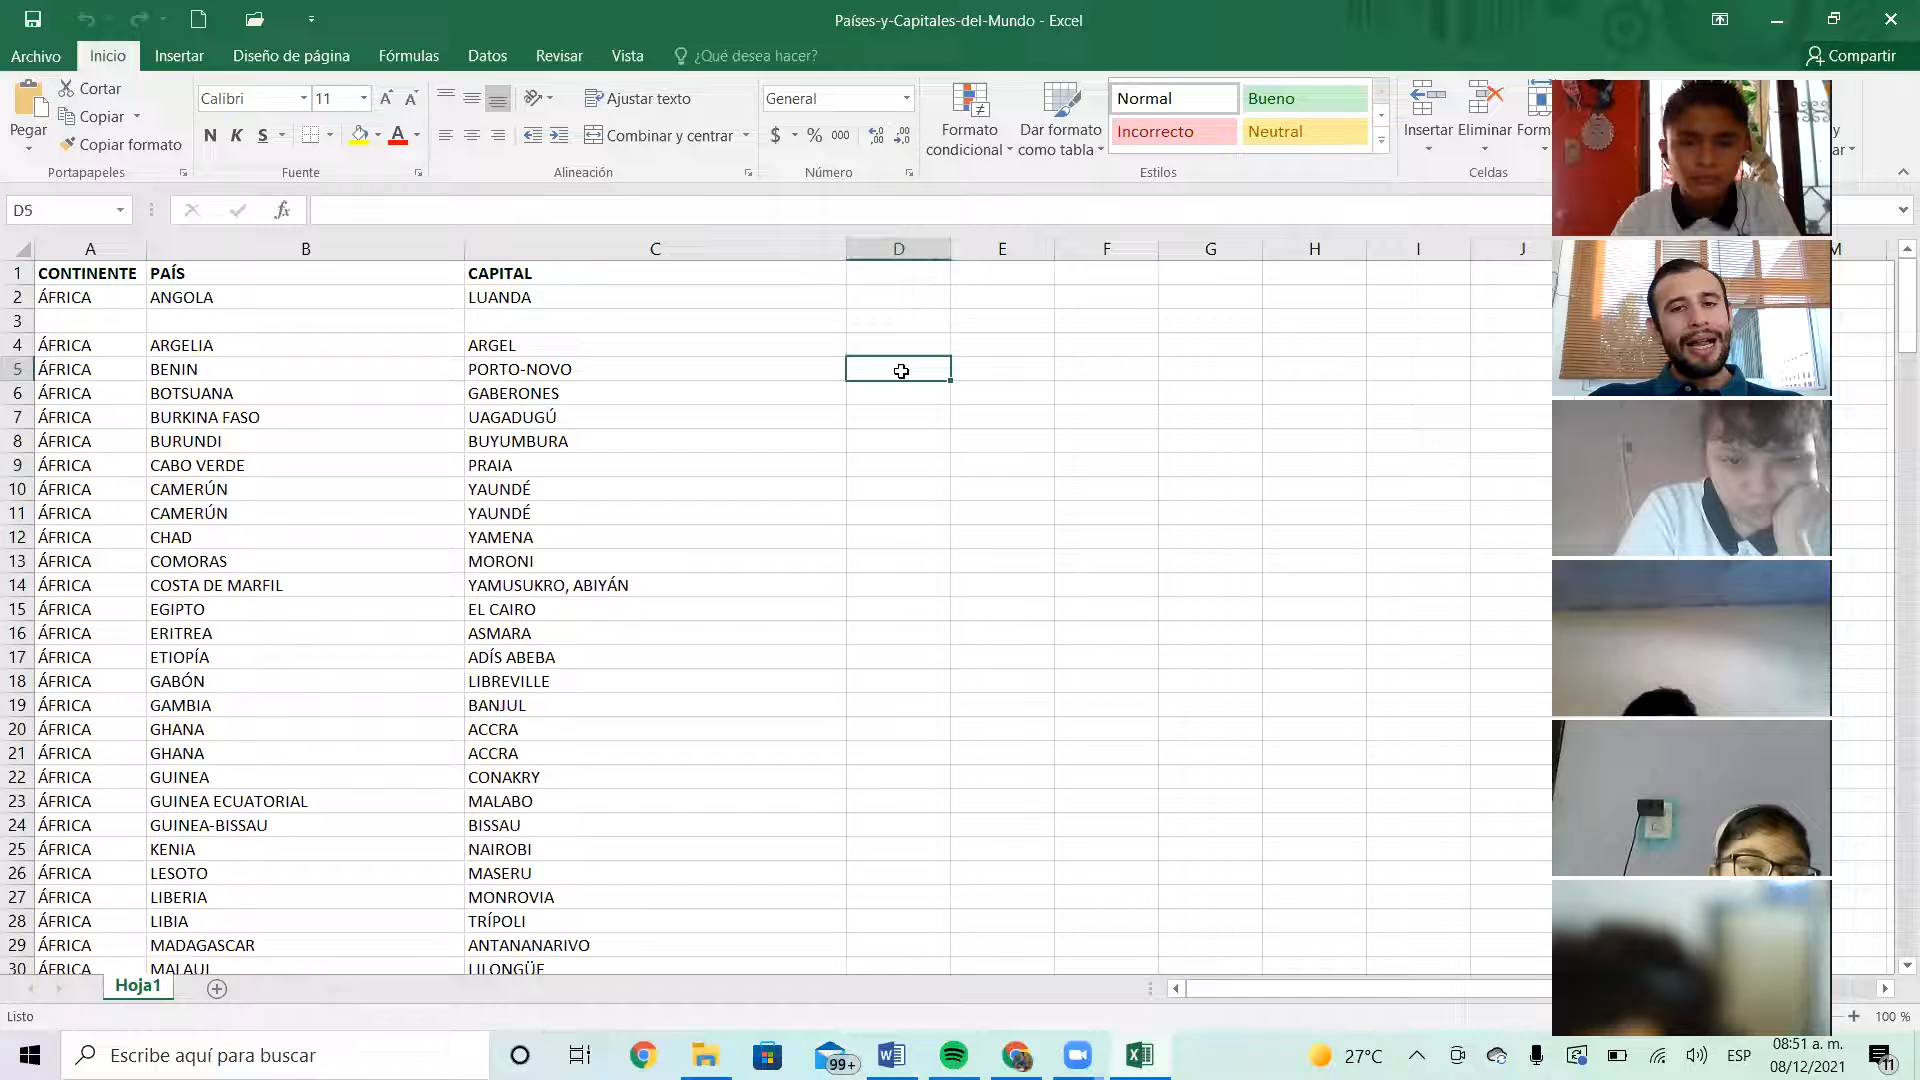 Países-y-Capitales-del-Mundo - Excel
Archivo Inicio Insertar Diseño de página Fórmulas Datos Revisar Vista ¿Qué desea hacer? Compartir
Pegar Cortar Copiar Copiar formato
Calibri 11 N K S A
Ajustar texto Combinar y centrar
General $ % 000
Formato condicional Dar formato como tabla
Normal Bueno
Incorrecto Neutral
Insertar Eliminar
Portapapeles Fuente Alineación Número Estilos Celdas
D5 fx
A B C D E F G H I J M
1 CONTINENTE PAÍS CAPITAL
2 ÁFRICA ANGOLA LUANDA
3
4 ÁFRICA ARGELIA ARGEL
5 ÁFRICA BENIN PORTO-NOVO
6 ÁFRICA BOTSUANA GABERONES
7 ÁFRICA BURKINA FASO UAGADUGÚ
8 ÁFRICA BURUNDI BUYUMBURA
9 ÁFRICA CABO VERDE PRAIA
10 ÁFRICA CAMERÚN YAUNDÉ
11 ÁFRICA CAMERÚN YAUNDÉ
12 ÁFRICA CHAD YAMENA
13 ÁFRICA COMORAS MORONI
14 ÁFRICA COSTA DE MARFIL YAMUSUKRO, ABIYÁN
15 ÁFRICA EGIPTO EL CAIRO
16 ÁFRICA ERITREA ASMARA
17 ÁFRICA ETIOPÍA ADÍS ABEBA
18 ÁFRICA GABÓN LIBREVILLE
19 ÁFRICA GAMBIA BANJUL
20 ÁFRICA GHANA ACCRA
21 ÁFRICA GHANA ACCRA
22 ÁFRICA GUINEA CONAKRY
23 ÁFRICA GUINEA ECUATORIAL MALABO
24 ÁFRICA GUINEA-BISSAU BISSAU
25 ÁFRICA KENIA NAIROBI
26 ÁFRICA LESOTO MASERU
27 ÁFRICA LIBERIA MONROVIA
28 ÁFRICA LIBIA TRÍPOLI
29 ÁFRICA MADAGASCAR ANTANANARIVO
30 ÁFRICA MALAUI LILONGÜE
Hoja1
Listo 100 %
Escribe aquí para buscar 99+ 27°C ESP 08:51 a. m.
08/12/2021 11